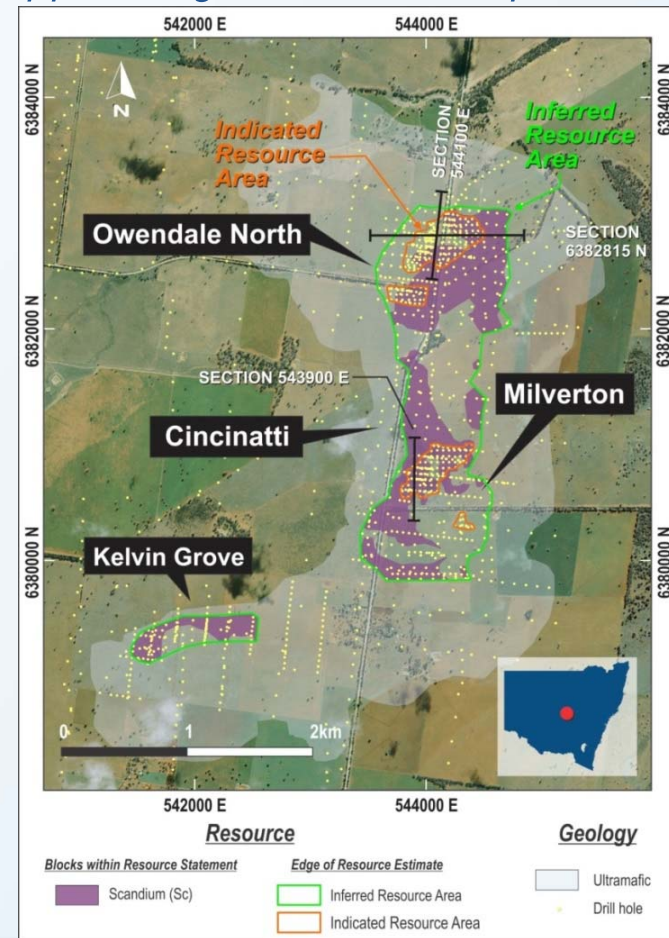 542000 E
544000 E
6384000 N
6384000 N
N
SECTION
544100 E
Indicated
Resource
Area
Inferred
Resource
Area
Owendale North
SECTION
6382815 N
6382000 N
6382000 N
SECTION 543900 E
Milverton
Cincinatti
6380000 N
6380000 N
Kelvin Grove
0
1
2km
542000 E
544000 E
Resource
Geology
Blocks within Resource Statement
Edge of Resource Estimate
Scandium (Sc)
Inferred Resource Area
Indicated Resource Area
Ultramafic
Drill hole